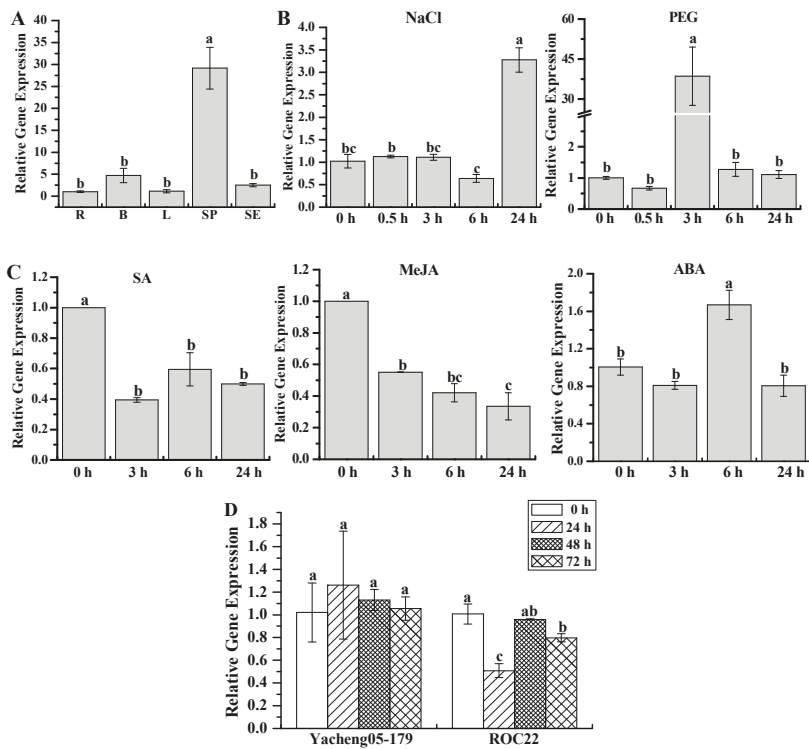 A
Relative Gene Expression
40
35
30
25
20
15
10
5
0
b
b
b
a
b
R B L SP SE
B
NaCl
Relative Gene Expression
4.0
3.5
3.0
2.5
2.0
1.5
1.0
0.5
0.0
bc
b
bc
c
a
0 h 0.5 h 3 h 6 h 24 h
PEG
Relative Gene Expression
60
45
30
2
1
0
b
b
a
b
b
0 h 0.5 h 3 h 6 h 24 h
C
SA
Relative Gene Expression
1.2
1.0
0.8
0.6
0.4
0.2
0.0
a
b
b
b
0 h 3 h 6 h 24 h
MeJA
Relative Gene Expression
1.2
1.0
0.8
0.6
0.4
0.2
0.0
a
b
bc
c
0 h 3 h 6 h 24 h
ABA
Relative Gene Expression
2.0
1.6
1.2
0.8
0.4
0.0
b
b
a
b
0 h 3 h 6 h 24 h
D
Relative Gene Expression
1.8
1.6
1.4
1.2
1.0
0.8
0.6
0.4
0.2
0.0
a
a
a
a
a
c
ab
b
0 h
24 h
48 h
72 h
Yacheng05-179 ROC22